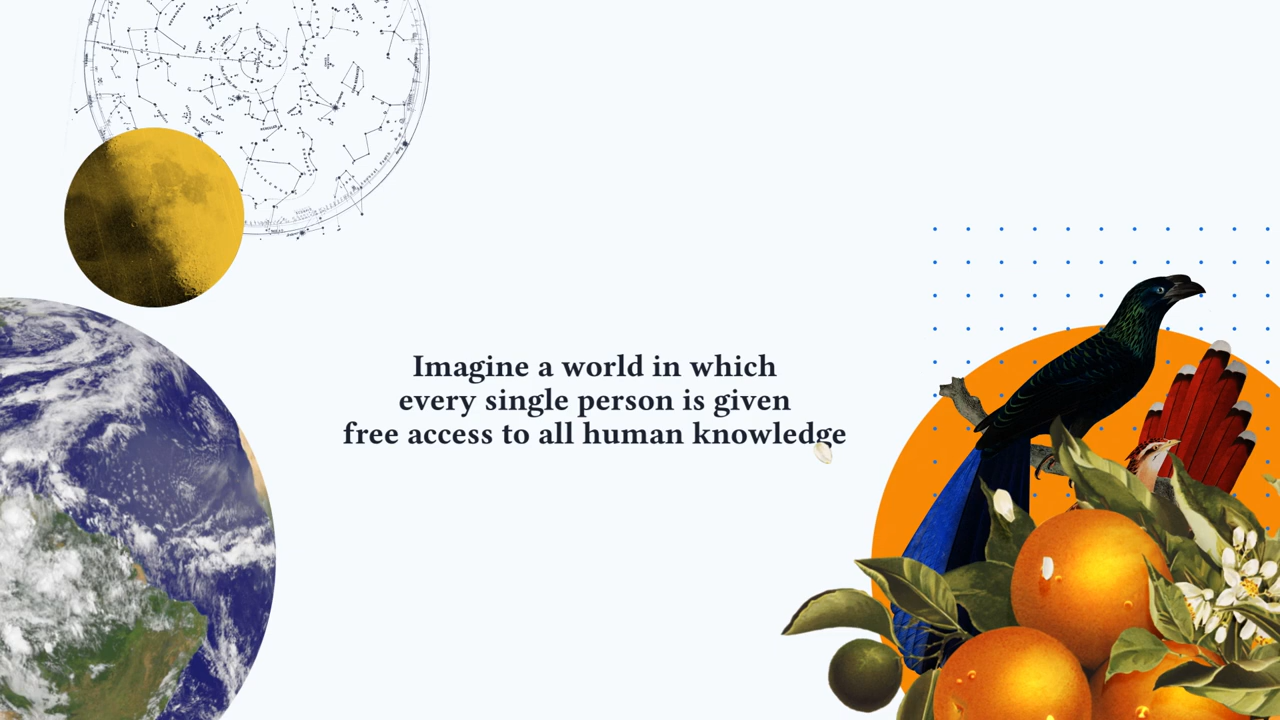 Imagine a world in which
every single person is given
free access to all human knowledge